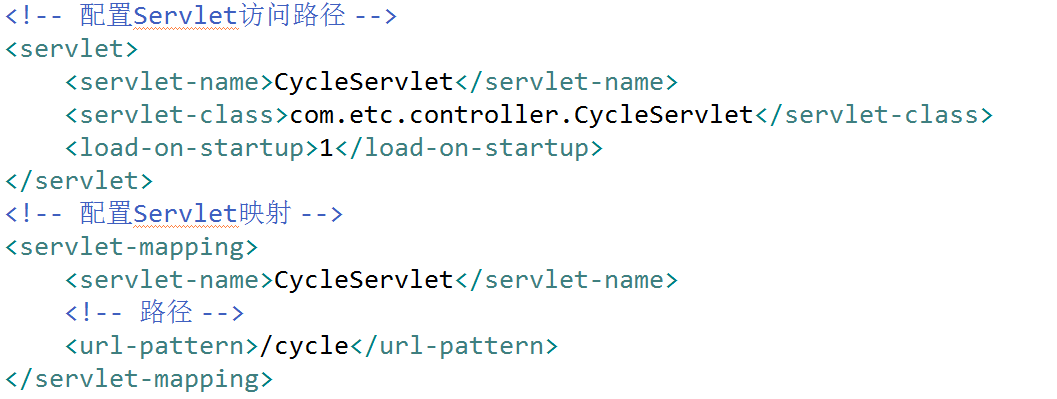 <!-- 配置Servlet访问路径 -->
<servlet>
    <servlet-name>CycleServlet</servlet-name>
    <servlet-class>com.etc.controller.CycleServlet</servlet-class>
    <load-on-startup>1</load-on-startup>
</servlet>
<!-- 配置Servlet映射 -->
<servlet-mapping>
    <servlet-name>CycleServlet</servlet-name>
    <!-- 路径 -->
    <url-pattern>/cycle</url-pattern>
</servlet-mapping>